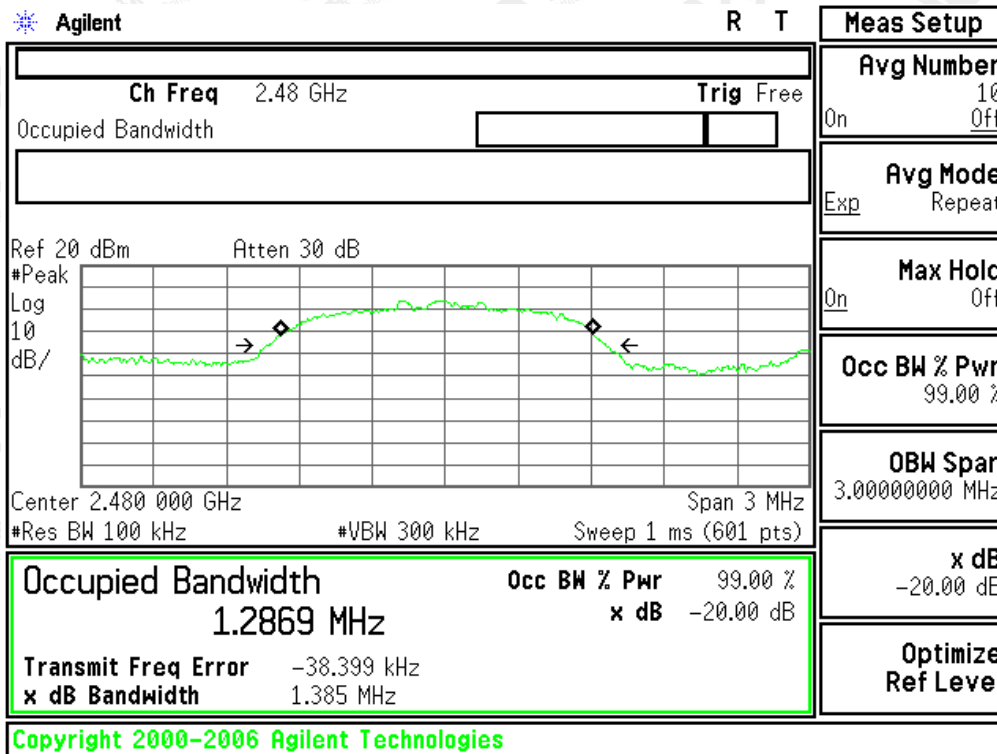 Agilent R T
Meas Setup
Ch Freq 2.48 GHz Trig Free
Occupied Bandwidth
Ref 20 dBm Atten 30 dB
#Peak
Log
10
dB/
Center 2.480 000 GHz Span 3 MHz
#Res BW 100 kHz #VBW 300 kHz Sweep 1 ms (601 pts)
Occupied Bandwidth Occ BW % Pwr 99.00 %
1.2869 MHz x dB -20.00 dB
Transmit Freq Error -38.399 kHz
x dB Bandwidth 1.385 MHz
Avg Number
10
On Off
Avg Mode
Exp Repeat
Max Hold
On Off
Occ BW % Pwr
99.00 %
OBW Span
3.00000000 MHz
x dB
-20.00 dB
Optimize
Ref Level
Copyright 2000-2006 Agilent Technologies